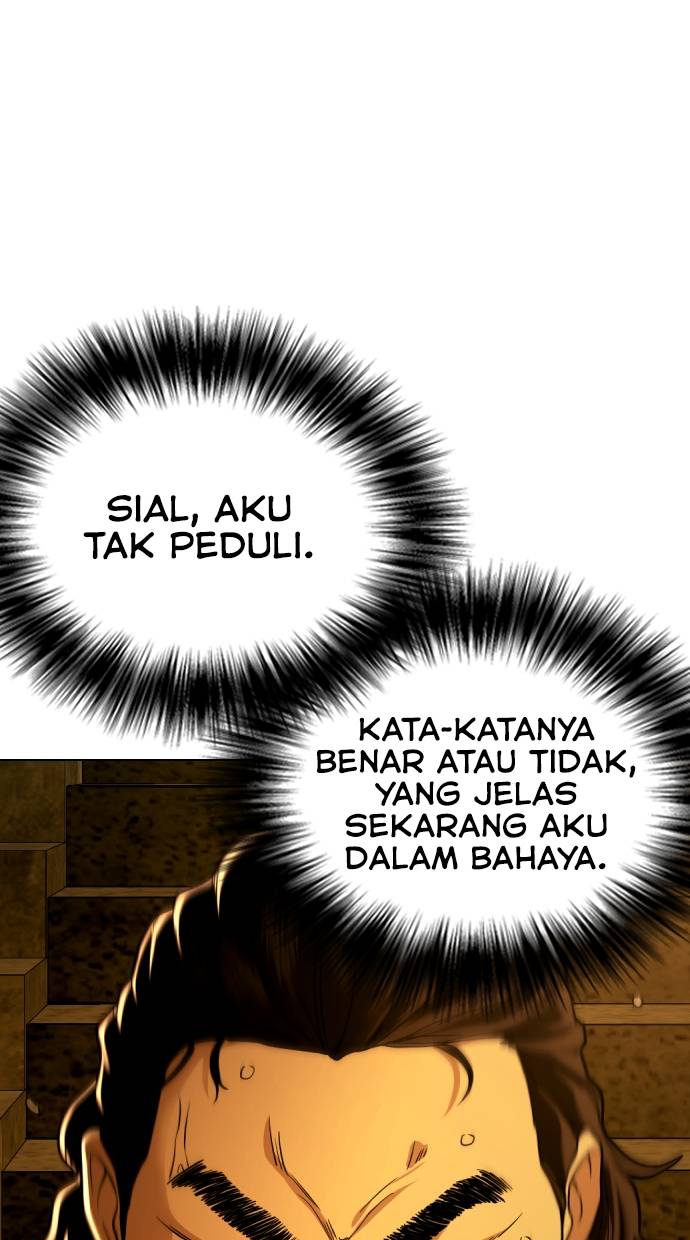 SIAL, AKU
TAK PEDULI.
KATA-KATANYA
BENAR ATAU TIDAK,
YANG JELAS
SEKARANG AKU
DALAM BAHAYA.